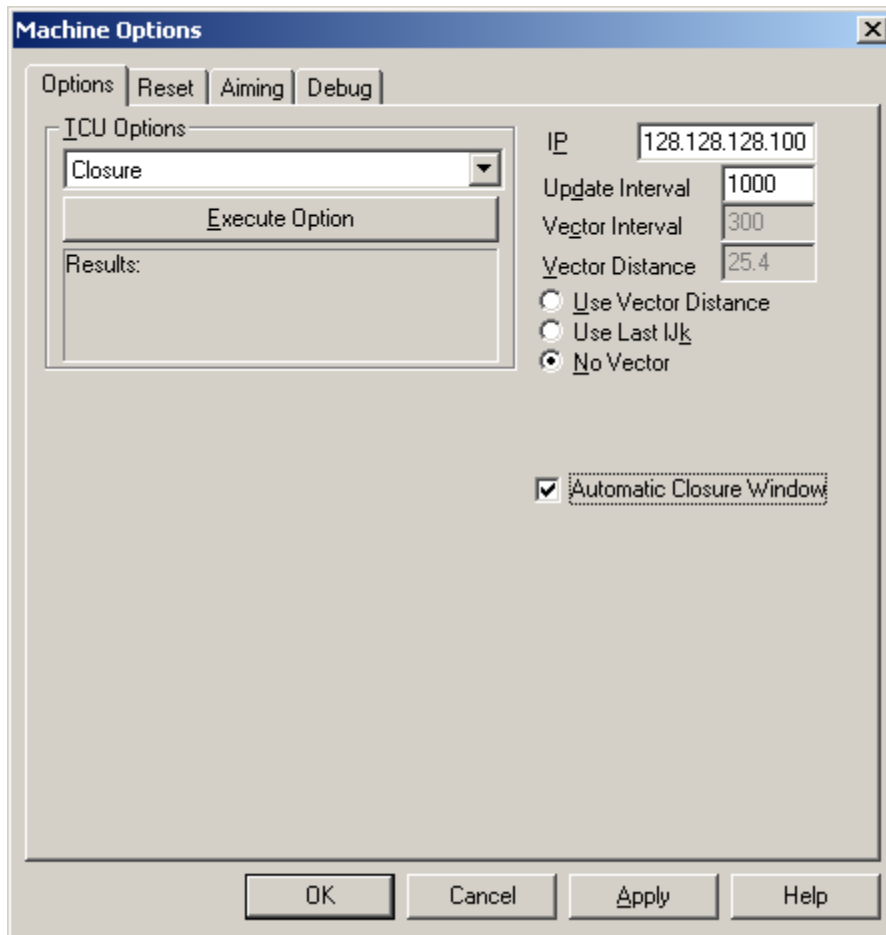 Machine Options
Options Reset Aiming Debug
TCU Options
Closure
Execute Option
Results:
IP 128.128.128.100
Update Interval 1000
Vector Interval 300
Vector Distance 25.4
Use Vector Distance
Use Last IJk
No Vector
Automatic Closure Window
OK Cancel Apply Help